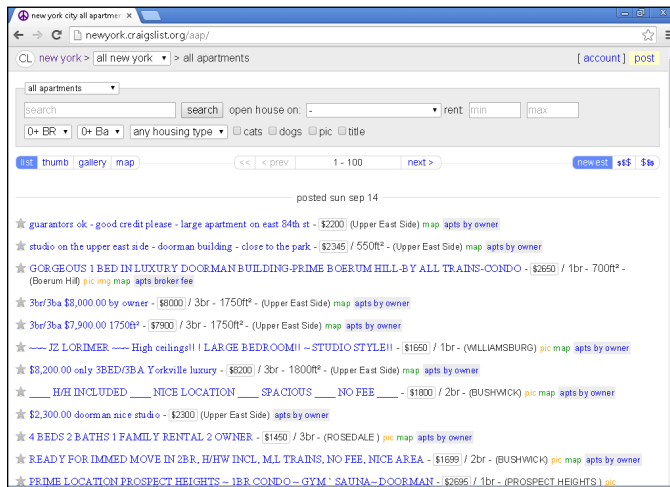 new york city all apartmer
newyork.craigslist.org/aap/
CL new york > all new york > all apartments [ account ] post
all apartments
search search open house on: - rent: min max
0+ BR 0+ Ba any housing type cats dogs pic title
list thumb gallery map << < prev 1 - 100 next > newest $$$ $$$
posted sun sep 14
guarantors ok - good credit please - large apartment on east 84th st - $2200 (Upper East Side) map apts by owner
studio on the upper east side - doorman building - close to the park - $2345 / 550ft² - (Upper East Side) map apts by owner
GORGEOUS 1 BED IN LUXURY DOORMAN BUILDING-PRIME BOERUM HILL-BY ALL TRAINS-CONDO - $2650 / 1br - 700ft² -
(Boerum Hill) pic img map apts broker fee
3br/3ba $8,000.00 by owner - $8000 / 3br - 1750ft² - (Upper East Side) map apts by owner
3br/3ba $7,900.00 1750ft² - $7900 / 3br - 1750ft² - (Upper East Side) map apts by owner
~~~ JZ LORIMER ~~~ High ceilings!! ! LARGE BEDROOM!! ~ STUDIO STYLE!! - $1650 / 1br - (WILLIAMSBURG) pic map apts by owner
$8,200.00 only 3BED/3BA Yorkville luxury - $8200 / 3br - 1800ft² - (Upper East Side) map apts by owner
____ H/H INCLUDED ____ NICE LOCATION ____ SPACIOUS ____ NO FEE ____ - $1800 / 2br - (BUSHWICK) pic map apts by owner
$2,300.00 doorman nice studio - $2300 (Upper East Side) map apts by owner
4 BEDS 2 BATHS 1 FAMILY RENTAL 2 OWNER - $1450 / 3br - (ROSEDALE ) pic map apts by owner
READY FOR IMMED MOVE IN 2BR, H/HW INCL, M,L TRAINS, NO FEE, NICE AREA - $1699 / 2br - (BUSHWICK) pic map apts by owner
PRIME LOCATION PROSPECT HEIGHTS ~ 1BR CONDO ~ GYM * SAUNA~ DOORMAN - $2695 / 1br - (PROSPECT HEIGHTS ) pic